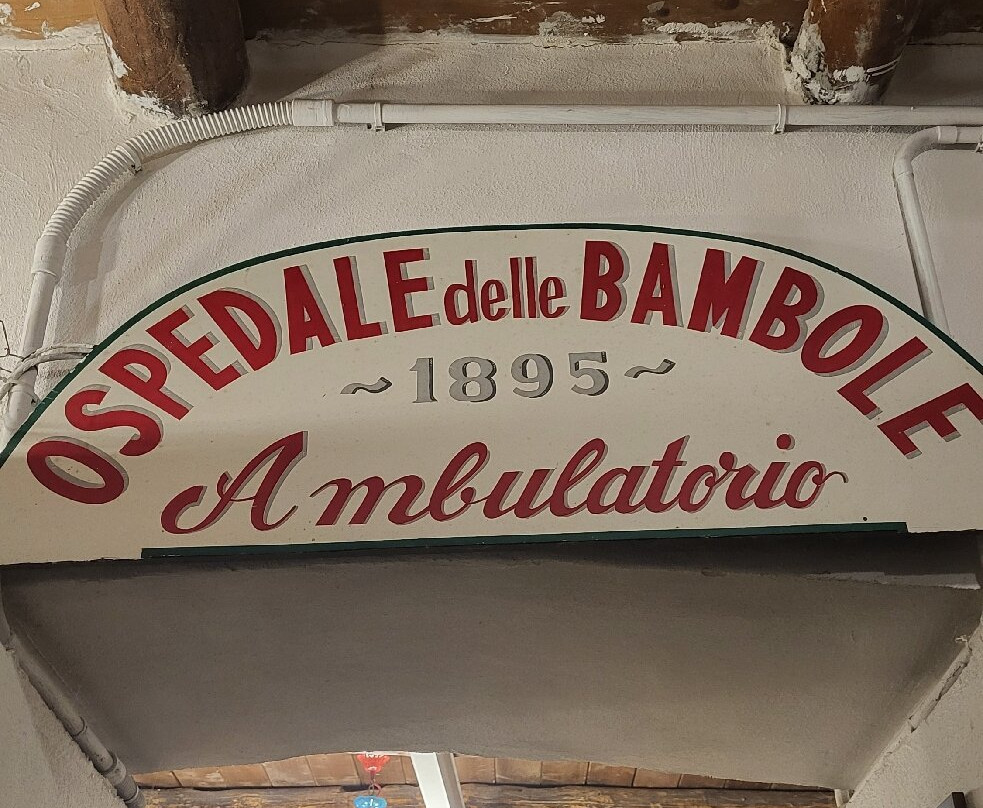 OSPEDALE delle BAMBOLE
~1895~
Ambulatorio